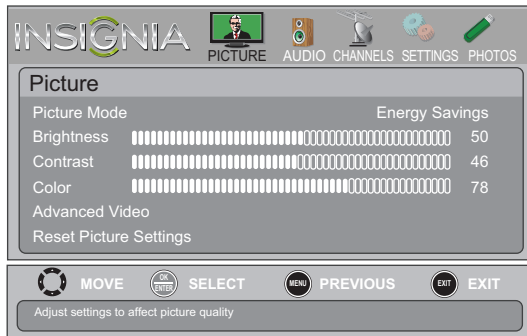 INSIGNIA
PICTURE AUDIO CHANNELS SETTINGS PHOTOS
Picture
Picture Mode Energy Savings
Brightness 50
Contrast 46
Color 78
Advanced Video
Reset Picture Settings
MOVE OK ENTER SELECT MENU PREVIOUS EXIT EXIT
Adjust settings to affect picture quality